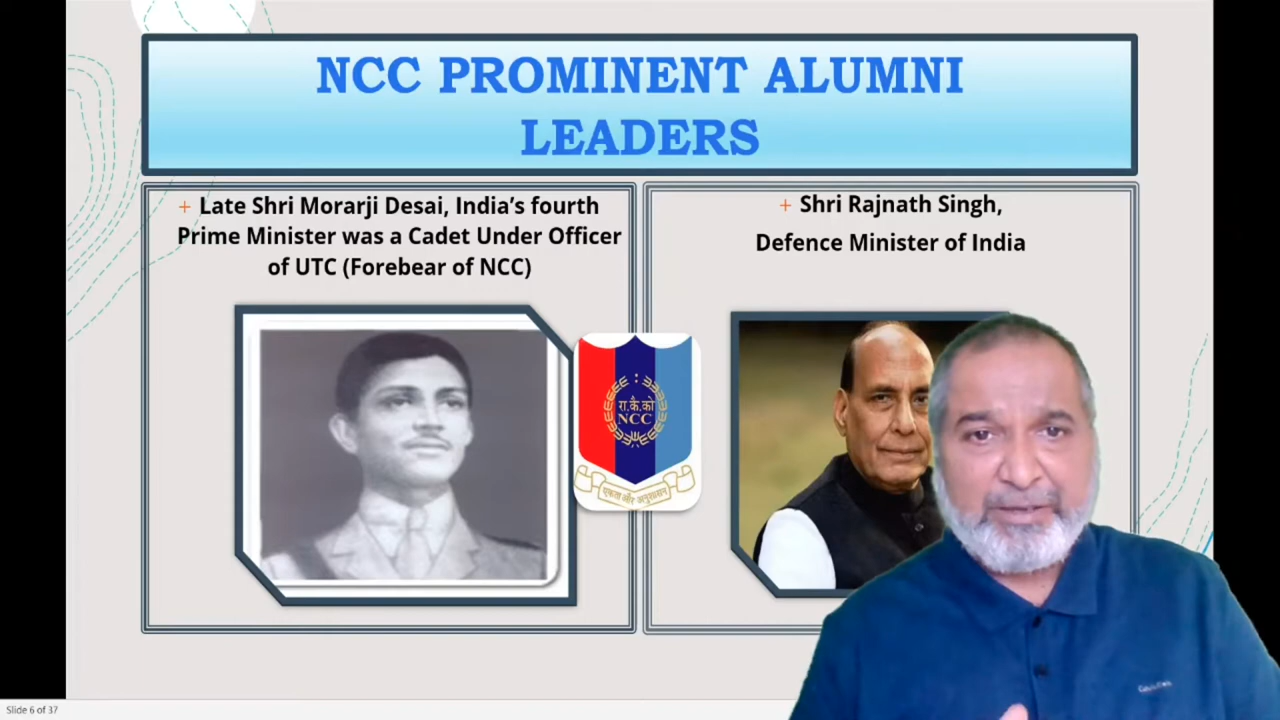 NCC PROMINENT ALUMNI
LEADERS
+ Late Shri Morarji Desai, India’s fourth
Prime Minister was a Cadet Under Officer
of UTC (Forebear of NCC)
+ Shri Rajnath Singh,
Defence Minister of India
रा.कै.को
NCC
एकता और अनुशासन
Slide 6 of 37